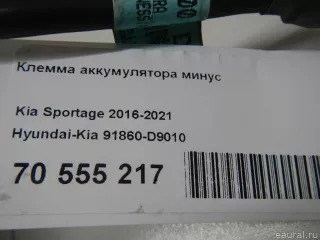 Клемма аккумулятора минус
Kia Sportage 2016-2021
Hyundai-Kia 91860-D9010
70 555 217
© eaural.ru